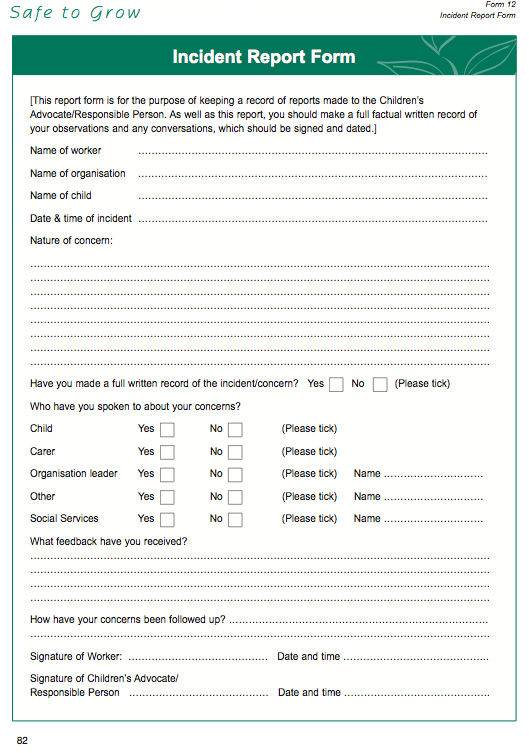 Safe to Grow
Form 12
Incident Report Form
Incident Report Form
[This report form is for the purpose of keeping a record of reports made to the Children's
Advocate/Responsible Person. As well as this report, you should make a full factual written record of
your observations and any conversations, which should be signed and dated.]
Name of worker
Name of organisation
Name of child
Date & time of incident
Nature of concern:
Have you made a full written record of the incident/concern? Yes No (Please tick)
Who have you spoken to about your concerns?
Child Yes No (Please tick)
Carer Yes No (Please tick)
Organisation leader Yes No (Please tick) Name
Other Yes No (Please tick) Name
Social Services Yes No (Please tick) Name
What feedback have you received?
How have your concerns been followed up?
Signature of Worker: Date and time
Signature of Children's Advocate/
Responsible Person Date and time
82